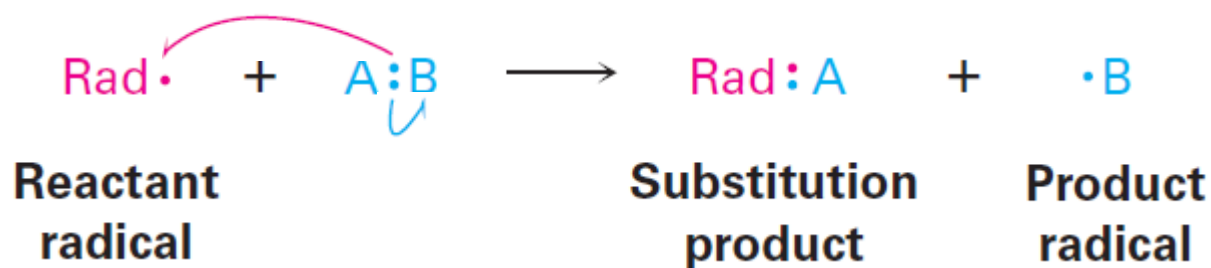 Rad· + A:B ⟶ Rad:A + ·B
Reactant radical
Substitution product
Product radical